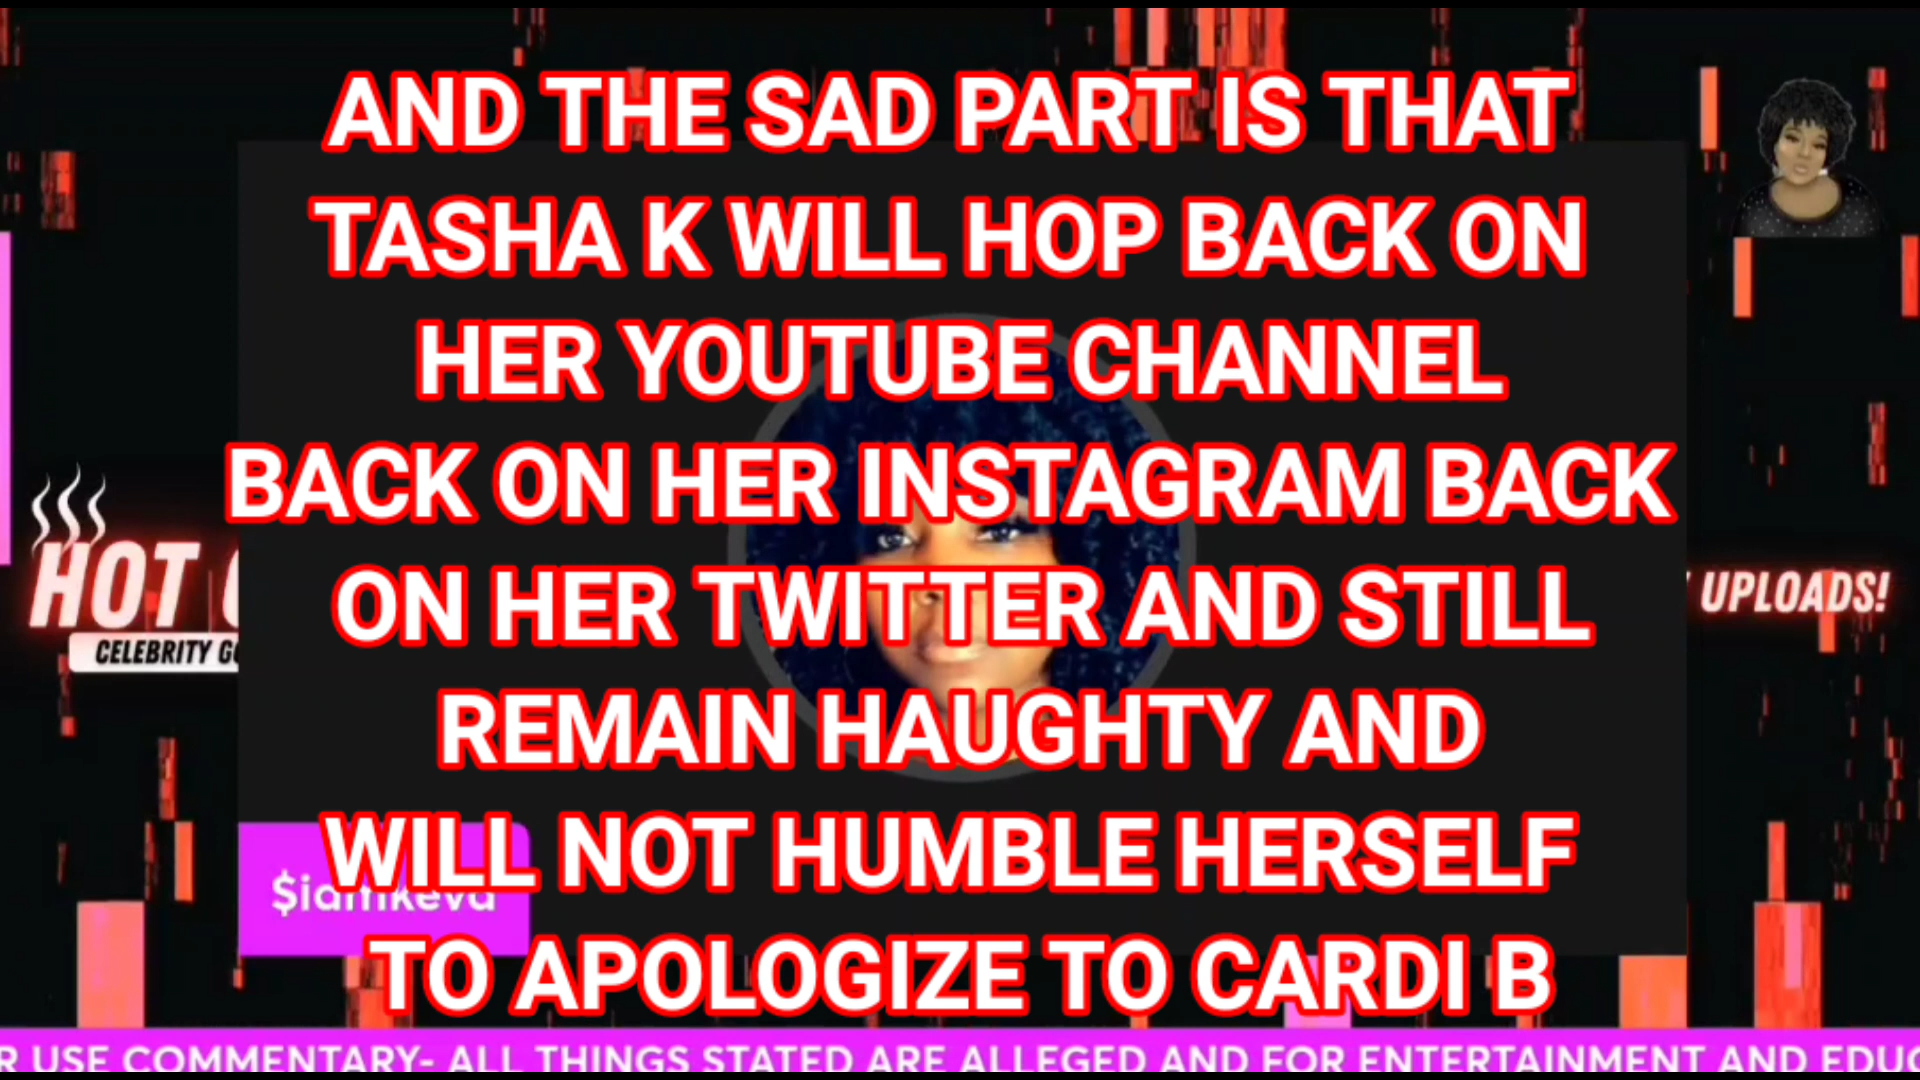 AND THE SAD PART IS THAT
TASHA K WILL HOP BACK ON
HER YOUTUBE CHANNEL
BACK ON HER INSTAGRAM BACK
ON HER TWITTER AND STILL
REMAIN HAUGHTY AND
WILL NOT HUMBLE HERSELF
TO APOLOGIZE TO CARDI B
HOT
CELEBRITY
UPLOADS!
$iamkeva
USE COMMENTARY- ALL THINGS STATED ARE ALLEGED AND FOR ENTERTAINMENT AND